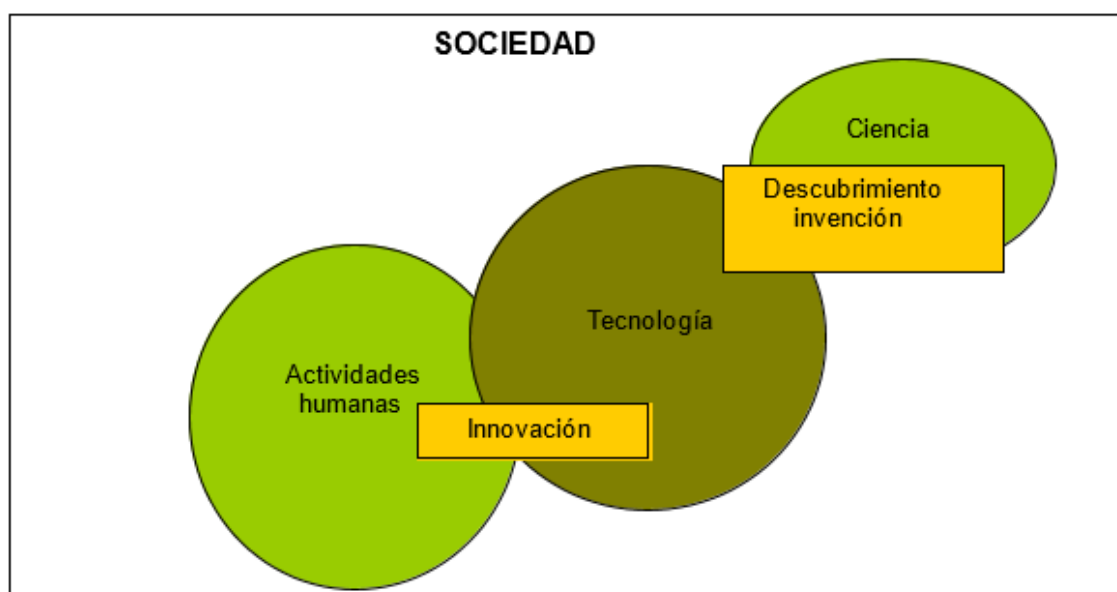 SOCIEDAD
Ciencia
Descubrimiento
invención
Tecnología
Actividades
humanas
Innovación